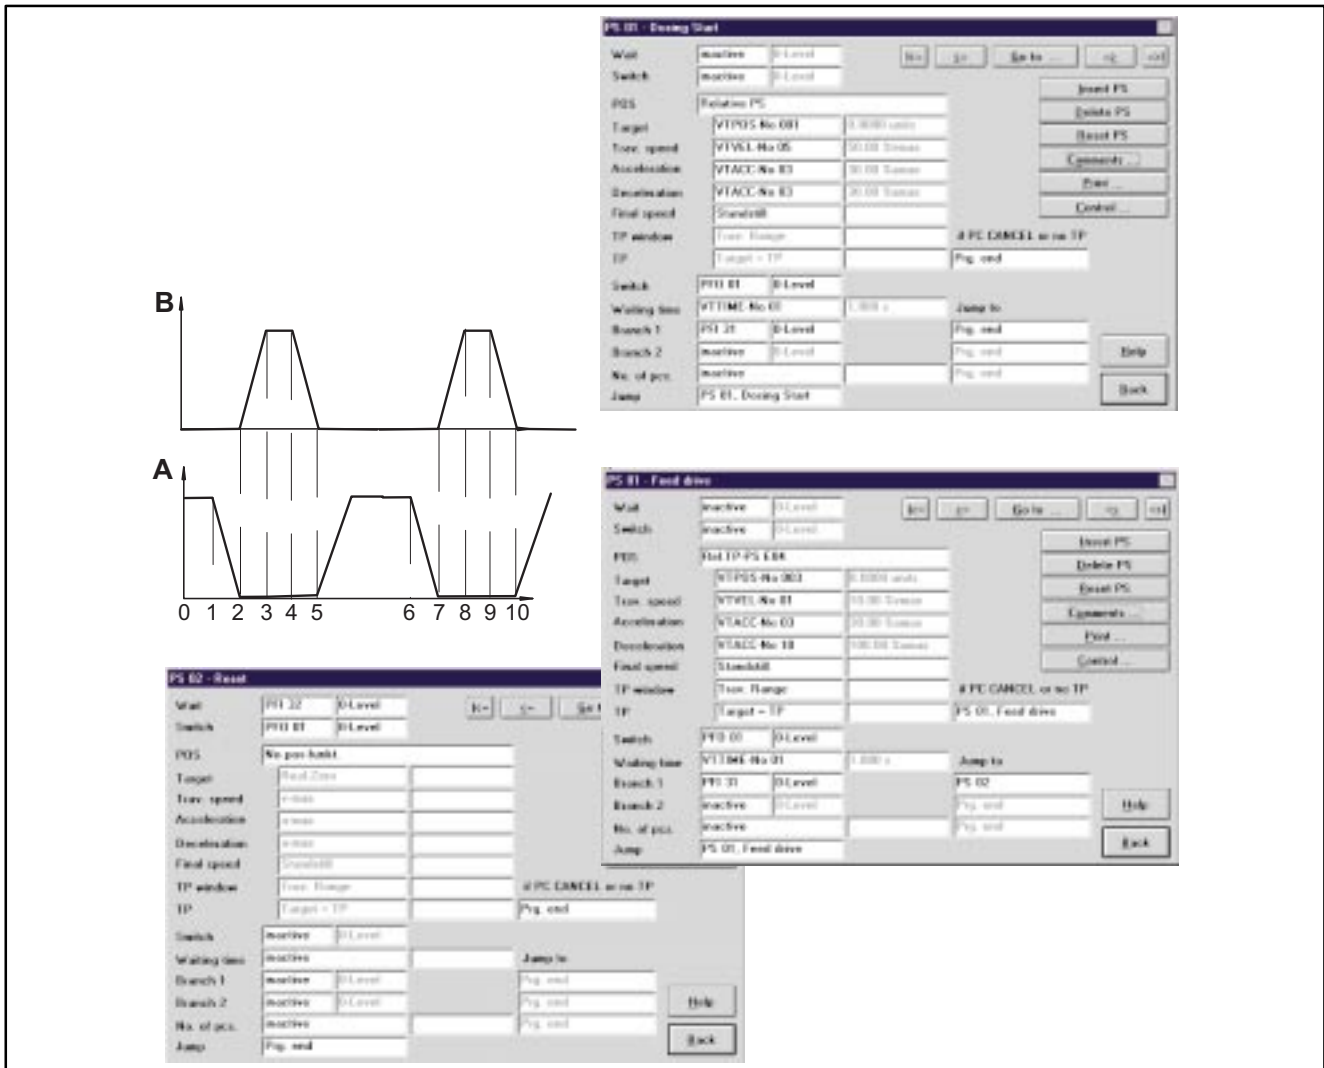 PS 01 - Dosing Start
Wait inactive 0-Level
Switch inactive 0-Level
Go to ...
Insert PS
POS Relative PS
Delete PS
Target VTPOS-No 001 0.0000 units
Reset PS
Trav. speed VTVEL-No 05
Comments ...
Acceleration VTACC-No 03
Print ...
Deceleration VTACC-No 03
Control ...
Final speed Standstill
TP window Trav. Range # PC CANCEL or no TP
TP Target - TP Prg. end
Switch PFO 01 0-Level
Waiting time VTTIME-No 01 1.000 s Jump to
Branch 1 PFI 31 0-Level Prg. end
Branch 2 inactive 0-Level Prg. end
Help
No. of pcs. inactive Prg. end
Jump PS 01, Dosing Start
Back
B
A
0 1 2 3 4 5 6 7 8 9 10
PS 01 - Feed drive
Wait inactive 0-Level
Switch inactive 0-Level
Go to ...
Insert PS
POS
Delete PS
Target VTPOS-No 003 units
Reset PS
Trav. speed VTVEL-No 01
Comments ...
Acceleration VTACC-No 03
Print ...
Deceleration VTACC-No 10
Control ...
Final speed Standstill
TP window Trav. Range # PC CANCEL or no TP
TP Target - TP PS 01, Feed drive
Switch PFO 01 0-Level
Waiting time VTTIME-No 01 1.000 s Jump to
Branch 1 PFI 31 0-Level PS 02
Branch 2 inactive 0-Level Prg. end
Help
No. of pcs. inactive Prg. end
Jump PS 01, Feed drive
Back
PS 02 - Reset
Wait PFI 32 0-Level
Switch PFO 01 0-Level
POS No pos funkt.
Target Real Zero
Trav. speed v-max
Acceleration a-max
Deceleration a-max
Final speed Standstill
TP window Trav. Range # PC CANCEL or no TP
TP Target - TP Prg. end
Switch inactive 0-Level
Waiting time inactive Jump to
Branch 1 inactive 0-Level Prg. end
Branch 2 inactive 0-Level Prg. end
Help
No. of pcs. inactive Prg. end
Jump Prg. end
Back